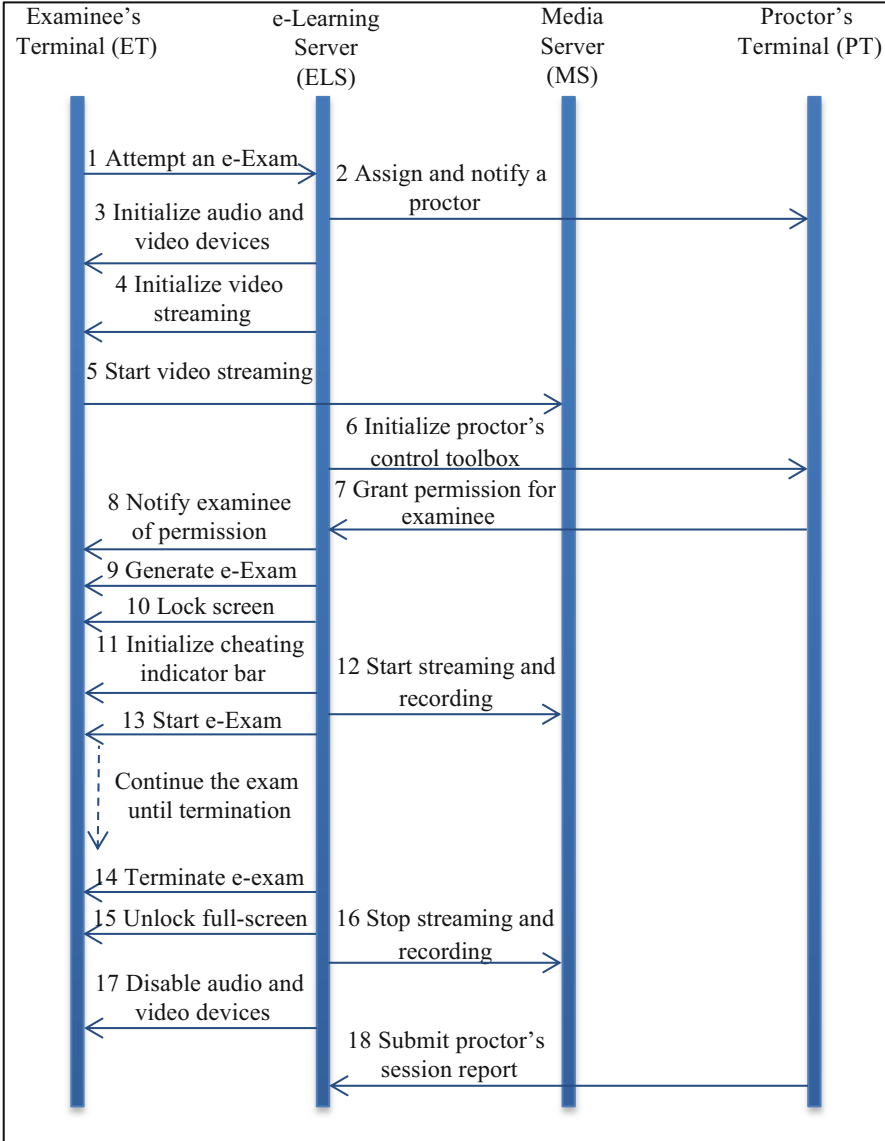 Examinee’s
Terminal (ET)
e-Learning
Server
(ELS)
Media
Server
(MS)
Proctor’s
Terminal (PT)
1 Attempt an e-Exam
2 Assign and notify a
proctor
3 Initialize audio and
video devices
4 Initialize video
streaming
5 Start video streaming
6 Initialize proctor’s
control toolbox
7 Grant permission for
examinee
8 Notify examinee
of permission
9 Generate e-Exam
10 Lock screen
11 Initialize cheating
indicator bar
12 Start streaming and
recording
13 Start e-Exam
Continue the exam
until termination
14 Terminate e-exam
15 Unlock full-screen
16 Stop streaming and
recording
17 Disable audio and
video devices
18 Submit proctor’s
session report